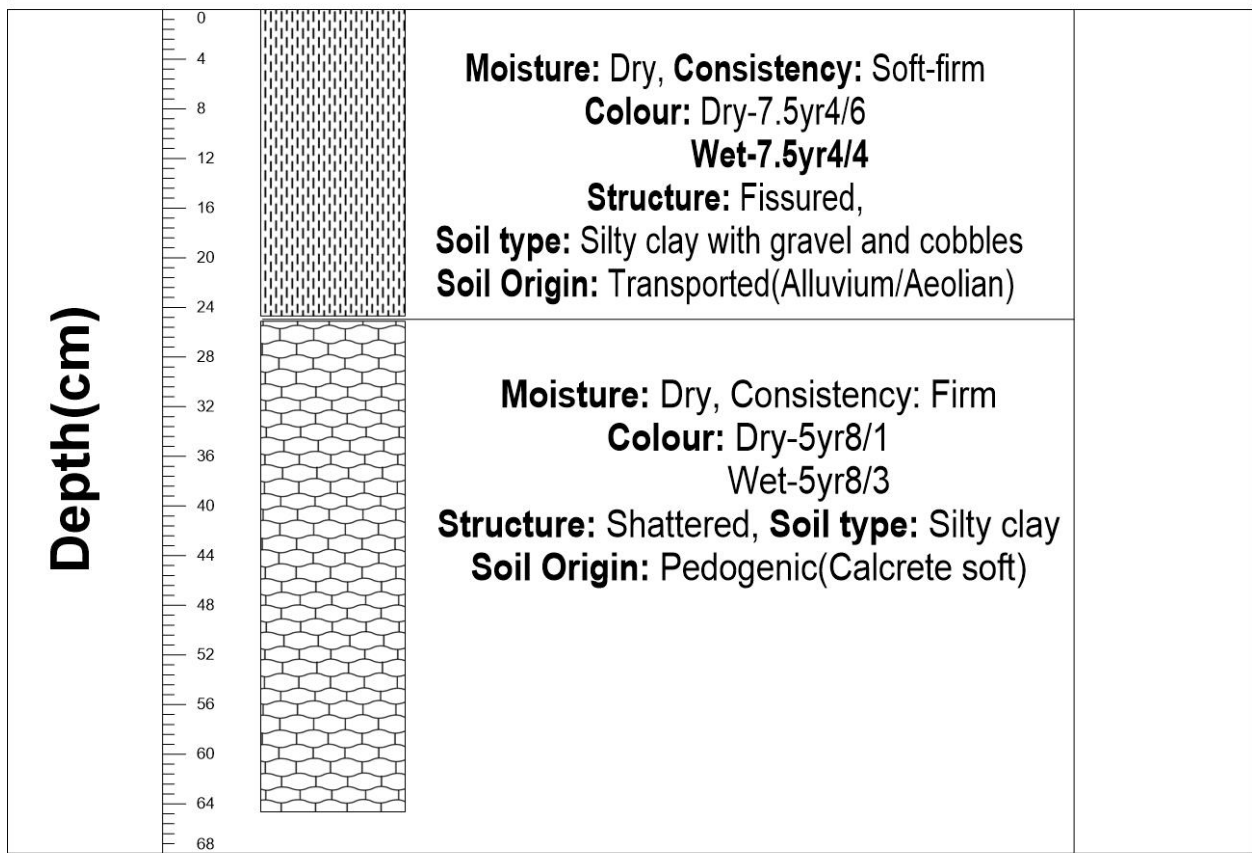 Depth(cm)
0
4
8
12
16
20
24
28
32
36
40
44
48
52
56
60
64
68
Moisture: Dry, Consistency: Soft-firm
Colour: Dry-7.5yr4/6
Wet-7.5yr4/4
Structure: Fissured,
Soil type: Silty clay with gravel and cobbles
Soil Origin: Transported(Alluvium/Aeolian)
Moisture: Dry, Consistency: Firm
Colour: Dry-5yr8/1
Wet-5yr8/3
Structure: Shattered, Soil type: Silty clay
Soil Origin: Pedogenic(Calcrete soft)